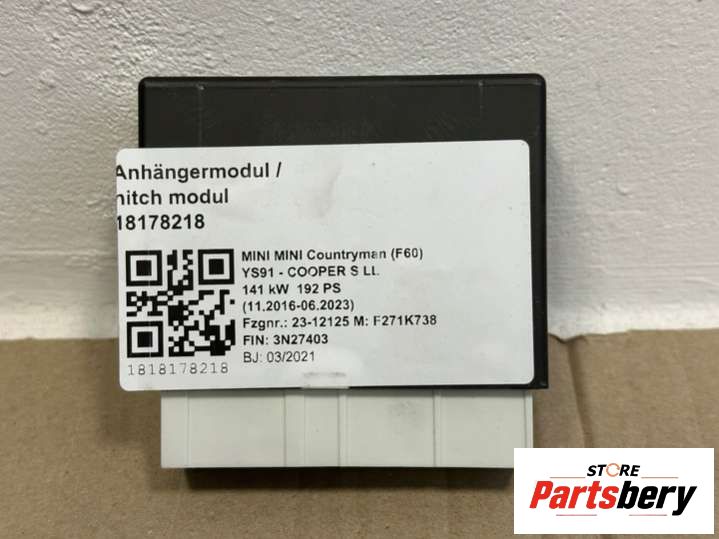 Anhängermodul /
hitch modul
18178218
MINI MINI Countryman (F60)
YS91 - COOPER S LL
141 kW 192 PS
(11.2016-06.2023)
Fzgnr.: 23-12125 M: F271K738
FIN: 3N27403
BJ: 03/2021
1818178218
STORE
Partsbery